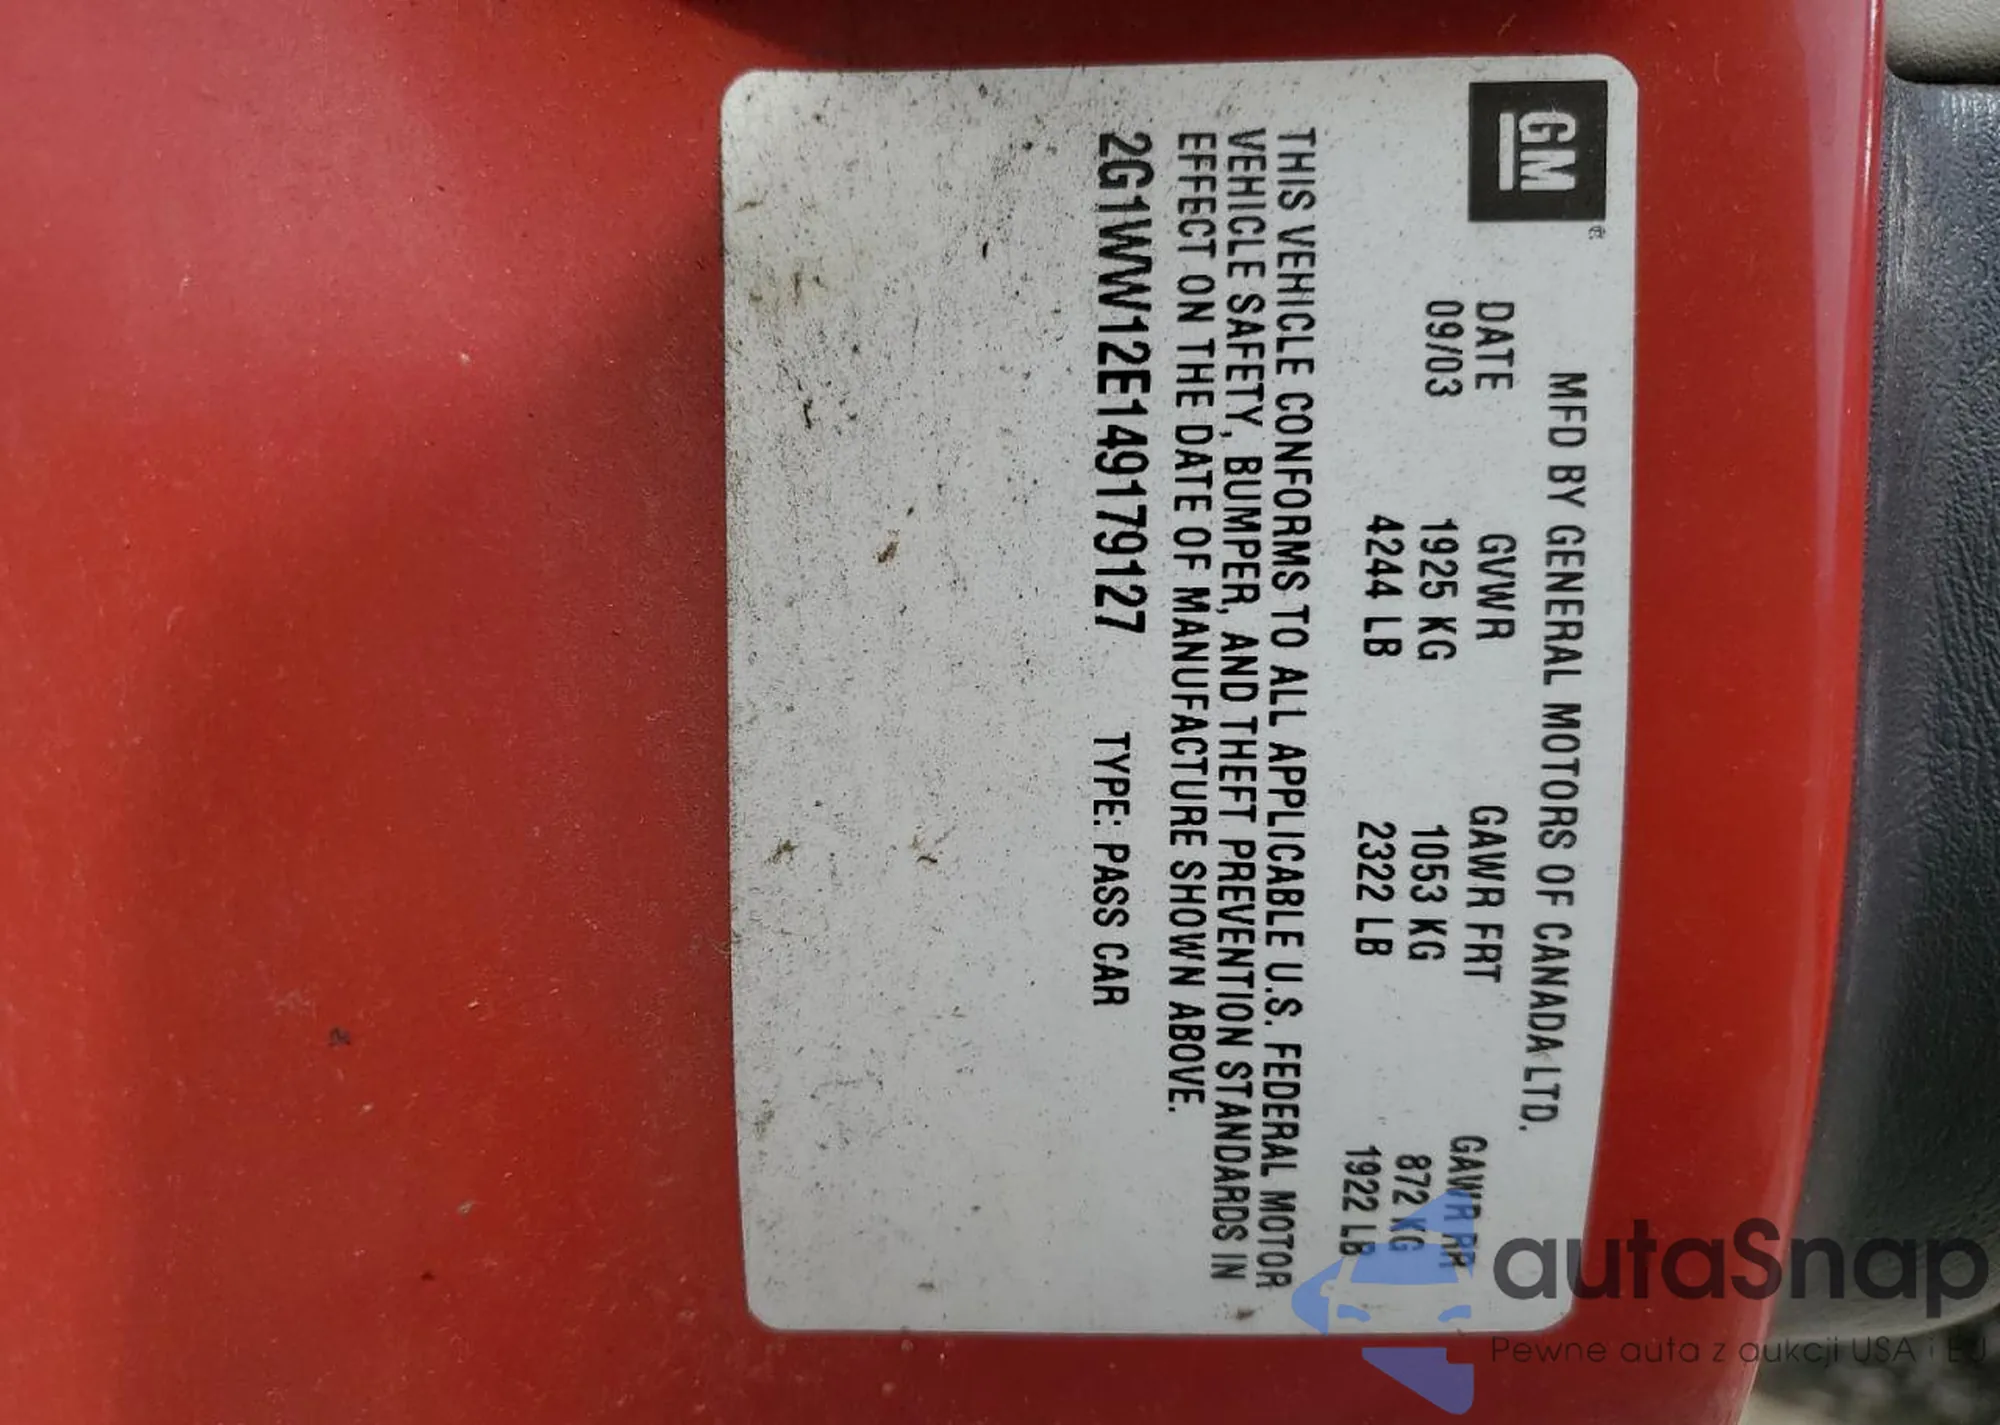 GM
MFD BY GENERAL MOTORS OF CANADA LTD.
DATE GVWR GAWR FRT GAWR RR
09/03 1925 KG 1053 KG 872 KG
4244 LB 2322 LB 1922 LB
THIS VEHICLE CONFORMS TO ALL APPLICABLE U.S. FEDERAL MOTOR
VEHICLE SAFETY, BUMPER, AND THEFT PREVENTION STANDARDS IN
EFFECT ON THE DATE OF MANUFACTURE SHOWN ABOVE.
2G1WW12E149179127 TYPE: PASS CAR
autaSnap
Pewne auta z aukcji USA i EU